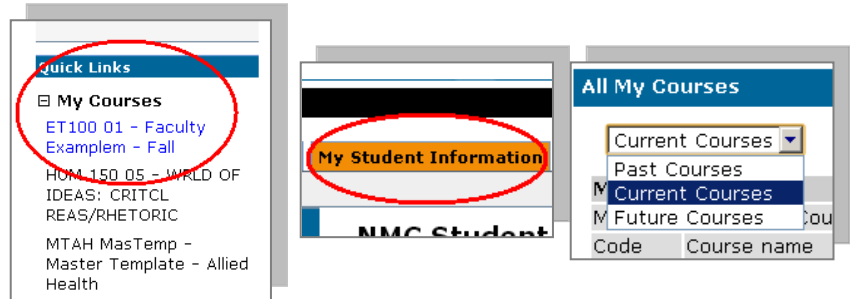 Quick Links
My Courses
ET100 01 - Faculty
Examplem - Fall
HUM 150 05 - WRLD OF
IDEAS: CRITCL
REAS/RHETORIC
MTAH MasTemp -
Master Template - Allied
Health
My Student Information
NMC Student
All My Courses
Current Courses
Past Courses
Current Courses
Future Courses
Code Course name